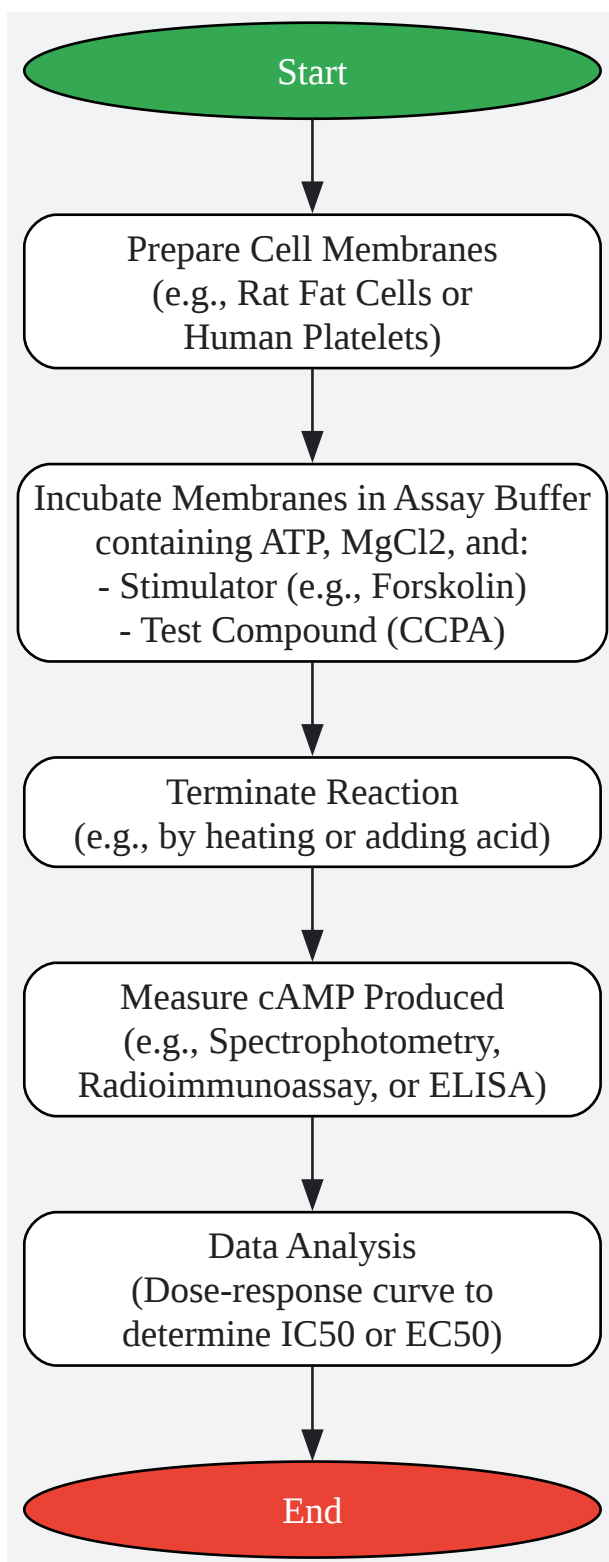 Start
Prepare Cell Membranes
(e.g., Rat Fat Cells or
Human Platelets)
Incubate Membranes in Assay Buffer
containing ATP, MgCl2, and:
- Stimulator (e.g., Forskolin)
- Test Compound (CCPA)
Terminate Reaction
(e.g., by heating or adding acid)
Measure cAMP Produced
(e.g., Spectrophotometry,
Radioimmunoassay, or ELISA)
Data Analysis
(Dose-response curve to
determine IC50 or EC50)
End